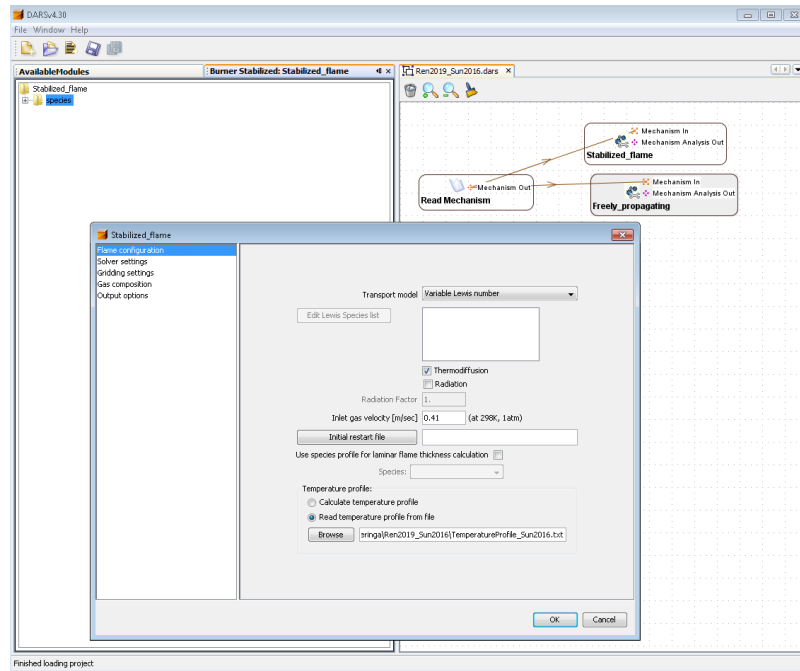 DARSv4.30
File Window Help
AvailableModules
Burner Stabilized: Stabilized_flame
Stabilized_flame
species
Ren2019_Sun2016.dars
Mechanism In
Mechanism Analysis Out
Stabilized_flame
Mechanism Out
Read Mechanism
Mechanism In
Mechanism Analysis Out
Freely_propagating
Stabilized_flame
Flame configuration
Solver settings
Gridding settings
Gas composition
Output options
Transport model Variable Lewis number
Edit Lewis Species list
Thermodiffusion
Radiation
Radiation Factor 1.
Inlet gas velocity [m/sec] 0.41 (at 298K, 1atm)
Initial restart file
Use species profile for laminar flame thickness calculation
Species:
Temperature profile:
Calculate temperature profile
Read temperature profile from file
Browse eringa\Ren2019_Sun2016\TemperatureProfile_Sun2016.txt
OK Cancel
Finished loading project